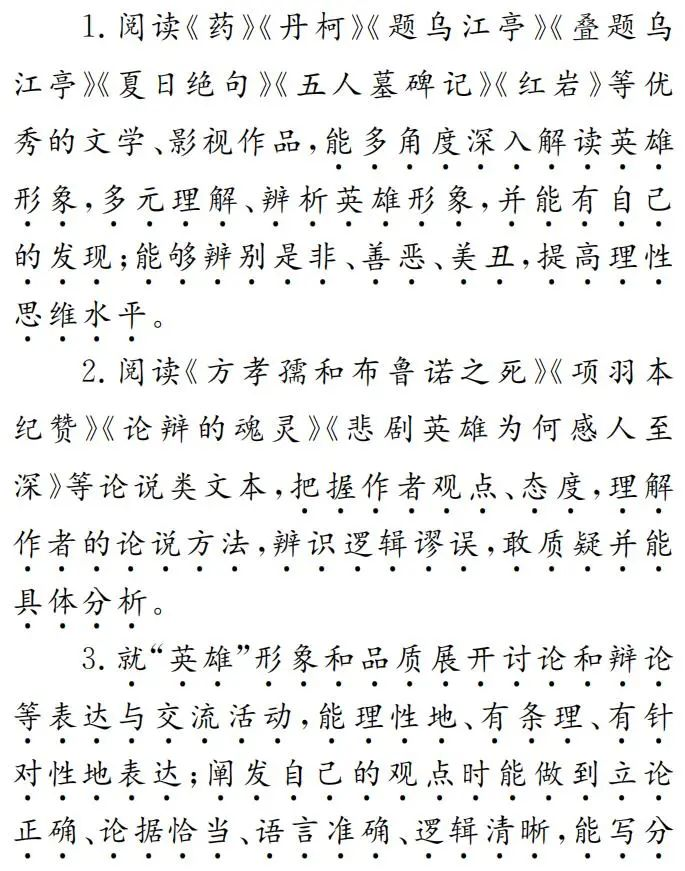 1. 阅读《药》《丹柯》《题乌江亭》《叠题乌
江亭》《夏日绝句》《五人墓碑记》《红岩》等优
秀的文学、影视作品,能多角度深入解读英雄
形象,多元理解、辨析英雄形象,并能有自己
的发现;能够辨别是非、善恶、美丑,提高理性
思维水平。
2. 阅读《方孝孺和布鲁诺之死》《项羽本
纪赞》《论辩的魂灵》《悲剧英雄为何感人至
深》等论说类文本,把握作者观点、态度,理解
作者的论说方法,辨识逻辑谬误,敢质疑并能
具体分析。
3. 就“英雄”形象和品质展开讨论和辩论
等表达与交流活动,能理性地、有条理、有针
对性地表达;阐发自己的观点时能做到立论
正确、论据恰当、语言准确、逻辑清晰,能写分